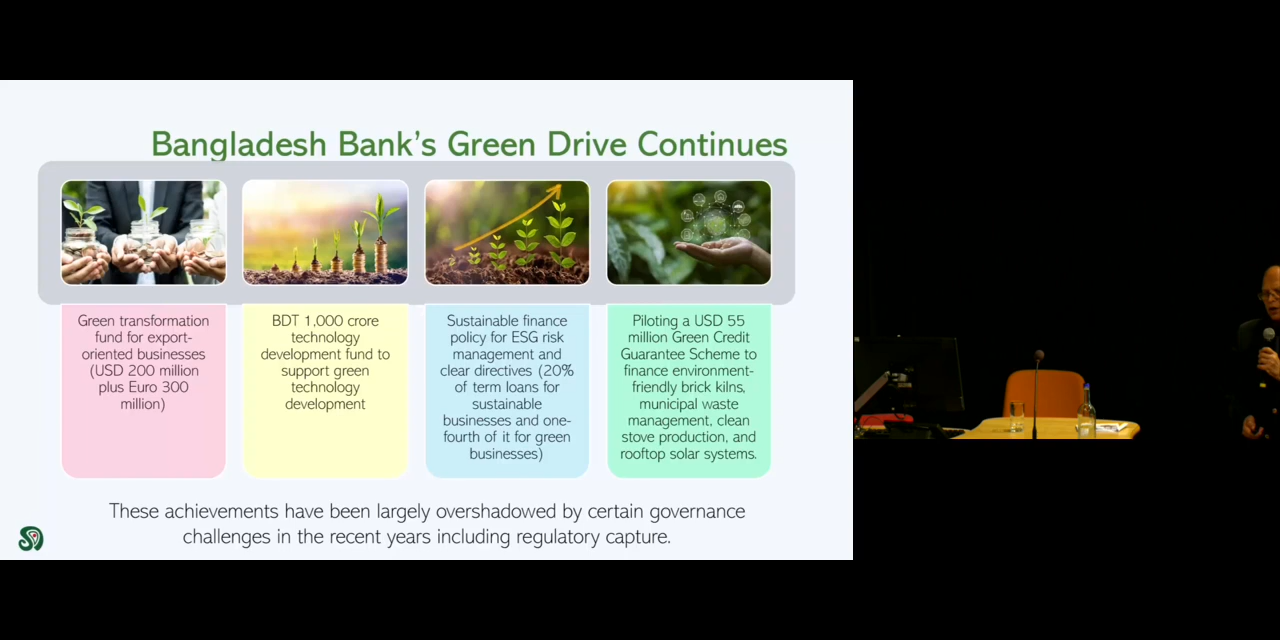 Bangladesh Bank's Green Drive Continues
Green transformation
fund for export-
oriented businesses
(USD 200 million
plus Euro 300
million)
BDT 1,000 crore
technology
development fund to
support green
technology
development
Sustainable finance
policy for ESG risk
management and
clear directives (20%
of term loans for
sustainable
businesses and one-
fourth of it for green
businesses)
Piloting a USD 55
million Green Credit
Guarantee Scheme to
finance environment-
friendly brick kilns,
municipal waste
management, clean
stove production, and
rooftop solar systems.
These achievements have been largely overshadowed by certain governance
challenges in the recent years including regulatory capture.